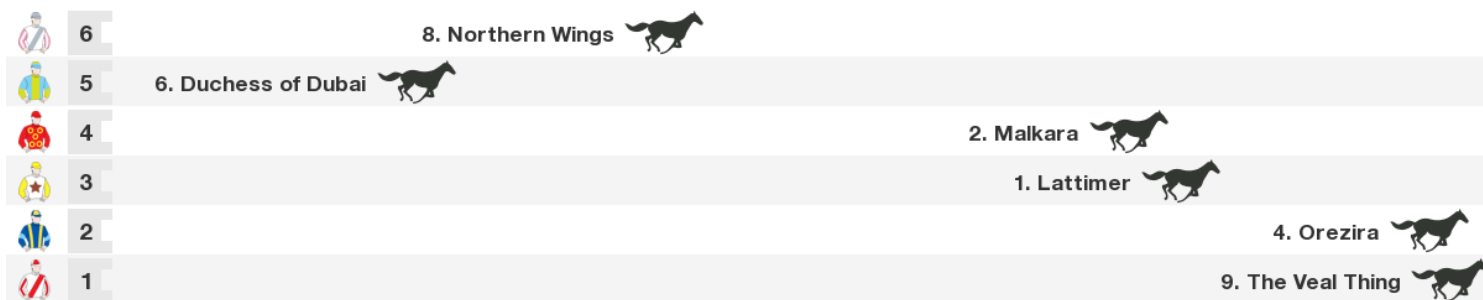 6 8. Northern Wings
5 6. Duchess of Dubai
4 2. Malkara
3 1. Lattimer
2 4. Orezira
1 9. The Veal Thing